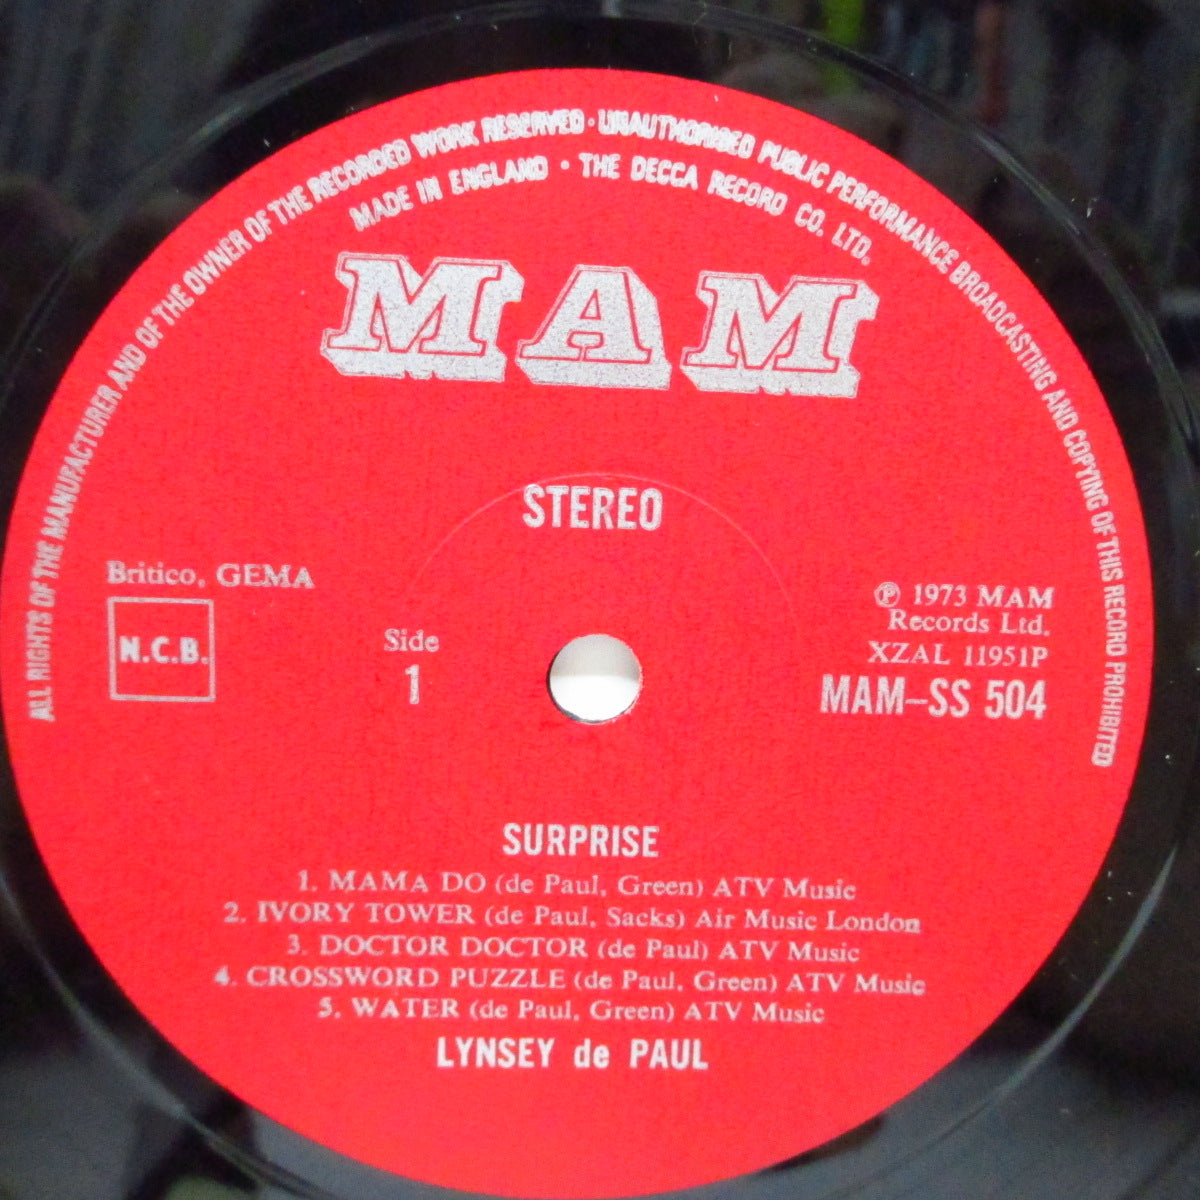 ALL RIGHTS OF THE MANUFACTURER AND OF THE OWNER OF THE RECORDED WORK RESERVED · UNAUTHORISED PUBLIC PERFORMANCE BROADCASTING AND COPYING OF THIS RECORD PROHIBITED
MADE IN ENGLAND · THE DECCA RECORD CO. LTD.
MAM
STEREO
Britico, GEMA
N.C.B.
Side
1
℗ 1973 MAM
Records Ltd.
XZAL 11951P
MAM–SS 504
SURPRISE
1. MAMA DO (de Paul, Green) ATV Music
2. IVORY TOWER (de Paul, Sacks) Air Music London
3. DOCTOR DOCTOR (de Paul) ATV Music
4. CROSSWORD PUZZLE (de Paul, Green) ATV Music
5. WATER (de Paul, Green) ATV Music
LYNSEY de PAUL